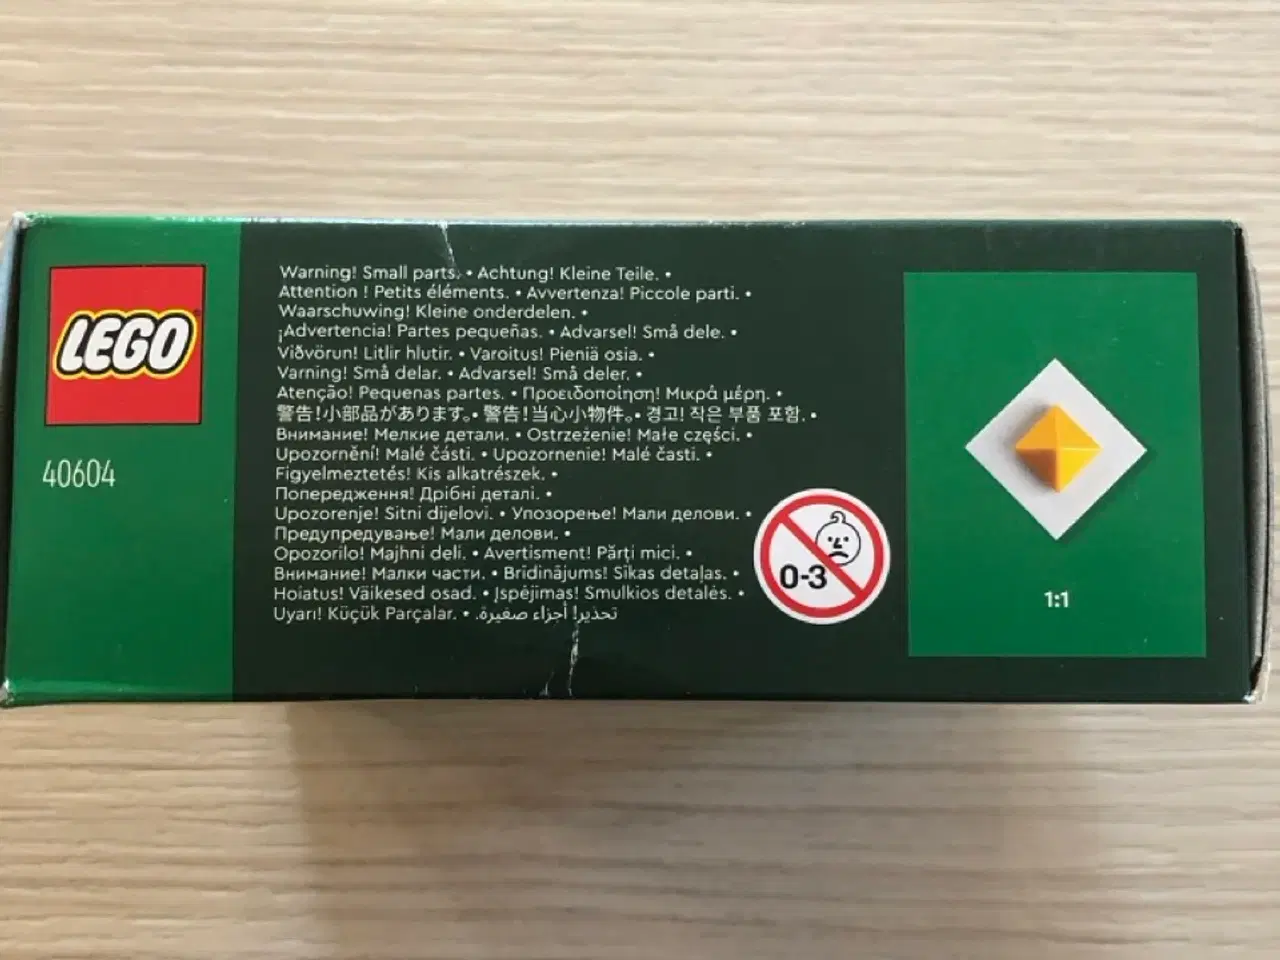 LEGO®
40604
Warning! Small parts. • Achtung! Kleine Teile. •
Attention ! Petits éléments. • Avvertenza! Piccole parti. •
Waarschuwing! Kleine onderdelen. •
¡Advertencia! Partes pequeñas. • Advarsel! Små dele. •
Viðvörun! Litlir hlutir. • Varoitus! Pieniä osia. •
Varning! Små delar. • Advarsel! Små deler. •
Atenção! Pequenas partes. • Προειδοποίηση! Μικρά μέρη. •
警告！小部品があります。• 警告！当心小物件。• 경고! 작은 부품 포함. •
Внимание! Мелкие детали. • Ostrzeżenie! Małe części. •
Upozornění! Malé části. • Upozornenie! Malé časti. •
Figyelmeztetés! Kis alkatrészek. •
Попередження! Дрібні деталі. •
Upozorenje! Sitni dijelovi. • Упозорење! Мали делови. •
Предупредување! Мали делови. •
Opozorilo! Majhni deli. • Avertisment! Părți mici. •
Внимание! Малки части. • Brīdinājums! Sīkas detaļas. •
Hoiatus! Väikesed osad. • Įspėjimas! Smulkios detalės. •
Uyarı! Küçük Parçalar. • تحذير! أجزاء صغيرة.
0-3
1:1